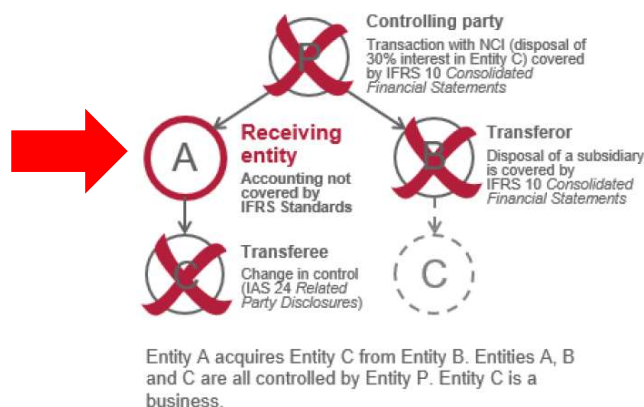 Controlling party
Transaction with NCI (disposal of
30% interest in Entity C) covered
by IFRS 10 Consolidated
Financial Statements
P
Receiving
entity
Accounting not
covered by
IFRS Standards
A
Transferor
Disposal of a subsidiary
is covered by
IFRS 10 Consolidated
Financial Statements
B
Transferee
Change in control
(IAS 24 Related
Party Disclosures)
C
C
Entity A acquires Entity C from Entity B. Entities A, B
and C are all controlled by Entity P. Entity C is a
business.